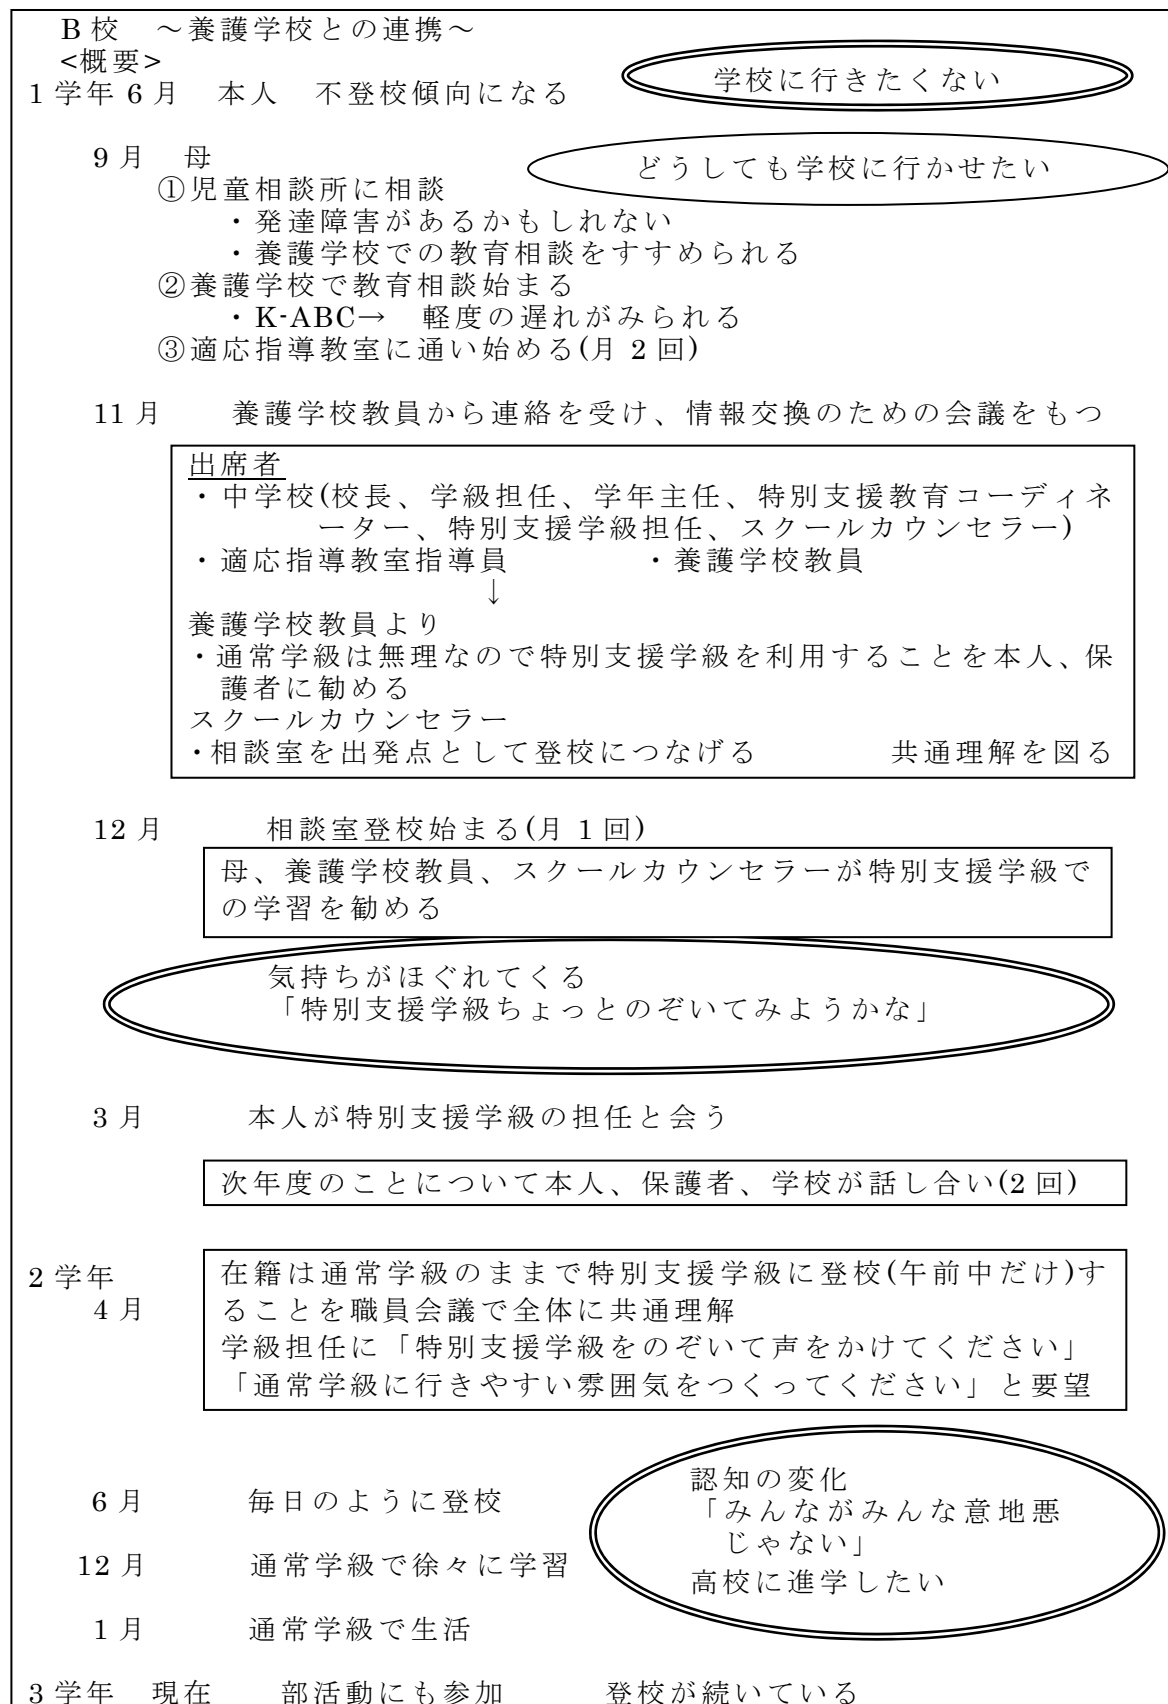 B校　～養護学校との連携～
<概要>
学校に行きたくない
1学年6月　本人　不登校傾向になる
9月　母
どうしても学校に行かせたい
①児童相談所に相談
・発達障害があるかもしれない
・養護学校での教育相談をすすめられる
②養護学校で教育相談始まる
・K-ABC→　軽度の遅れがみられる
③適応指導教室に通い始める(月2回)
11月　養護学校教員から連絡を受け、情報交換のための会議をもつ
出席者
・中学校(校長、学級担任、学年主任、特別支援教育コーディネ
ーター、特別支援学級担任、スクールカウンセラー)
・適応指導教室指導員　・養護学校教員
↓
養護学校教員より
・通常学級は無理なので特別支援学級を利用することを本人、保
護者に勧める
スクールカウンセラー
・相談室を出発点として登校につなげる　共通理解を図る
12月　相談室登校始まる(月1回)
母、養護学校教員、スクールカウンセラーが特別支援学級で
の学習を勧める
気持ちがほぐれてくる
「特別支援学級ちょっとのぞいてみようかな」
3月　本人が特別支援学級の担任と会う
次年度のことについて本人、保護者、学校が話し合い(2回)
2学年
4月
在籍は通常学級のままで特別支援学級に登校(午前中だけ)す
ることを職員会議で全体に共通理解
学級担任に「特別支援学級をのぞいて声をかけてください」
「通常学級に行きやすい雰囲気をつくってください」と要望
6月　毎日のように登校
12月　通常学級で徐々に学習
1月　通常学級で生活
認知の変化
「みんながみんな意地悪
じゃない」
高校に進学したい
3学年　現在　部活動にも参加　登校が続いている